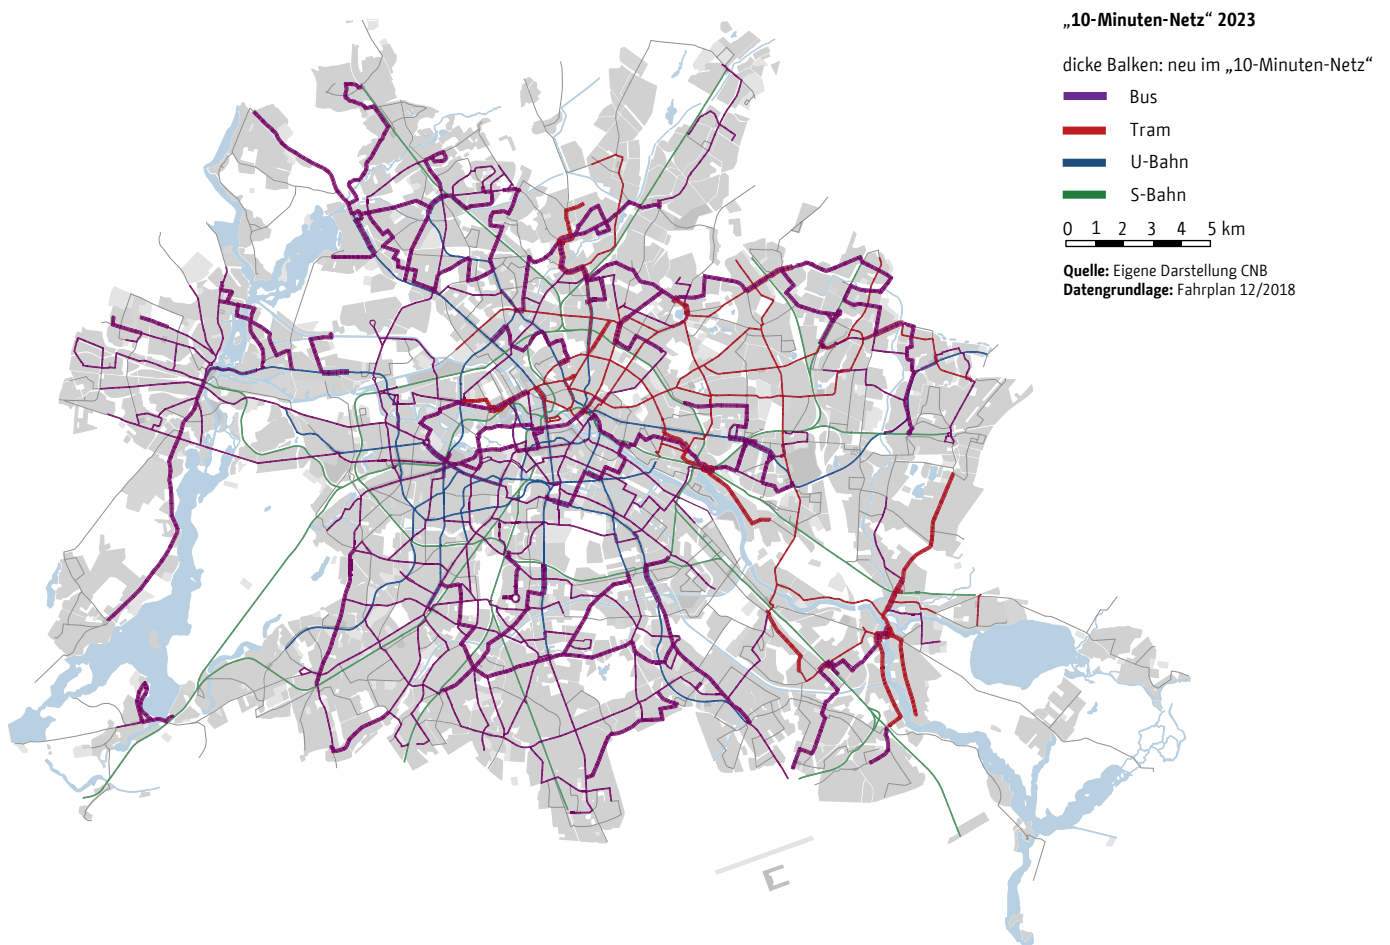 „10-Minuten-Netz“ 2023
dicke Balken: neu im „10-Minuten-Netz“
Bus
Tram
U-Bahn
S-Bahn
0 1 2 3 4 5 km
Quelle: Eigene Darstellung CNB
Datengrundlage: Fahrplan 12/2018